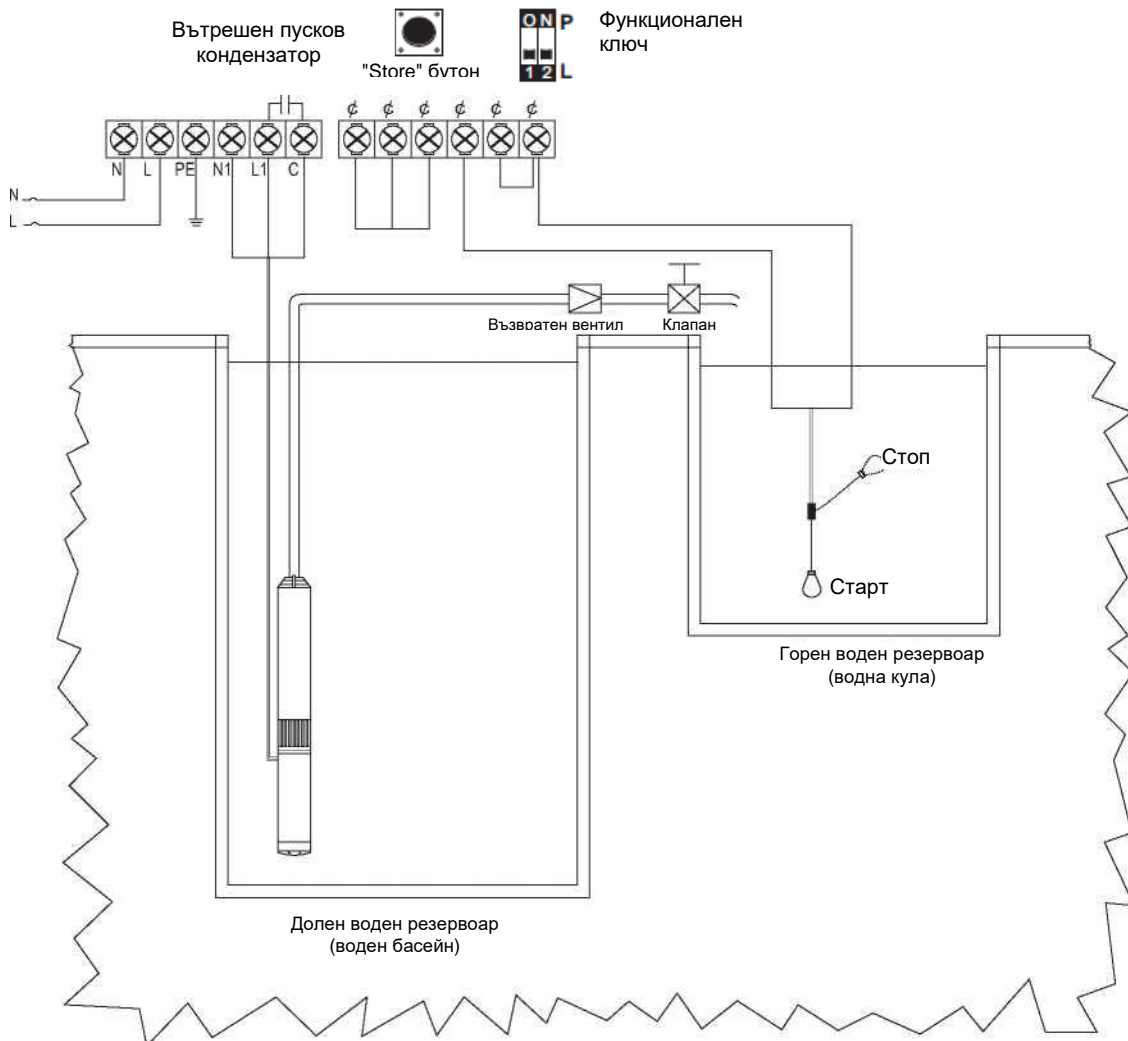 Вътрешен пусков
кондензатор
"Store" бутон
ON P
1 2 L
Функционален
ключ
¢ ¢ ¢ ¢ ¢ ¢
N L PE N1 L1 C
N
L
Възвратен вентил
Клапан
Стоп
Старт
Горен воден резервоар
(водна кула)
Долен воден резервоар
(воден басейн)